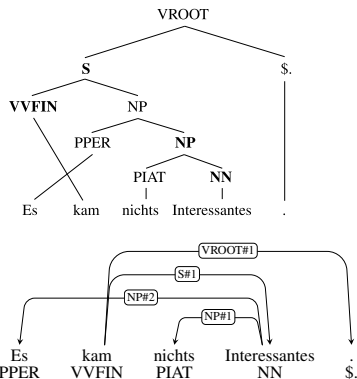 VROOT
S $.
VVFIN NP
PPER NP
PIAT NN
Es kam nichts Interessantes .
VROOT#1
S#1
NP#2
NP#1
Es kam nichts Interessantes .
PPER VVFIN PIAT NN $.